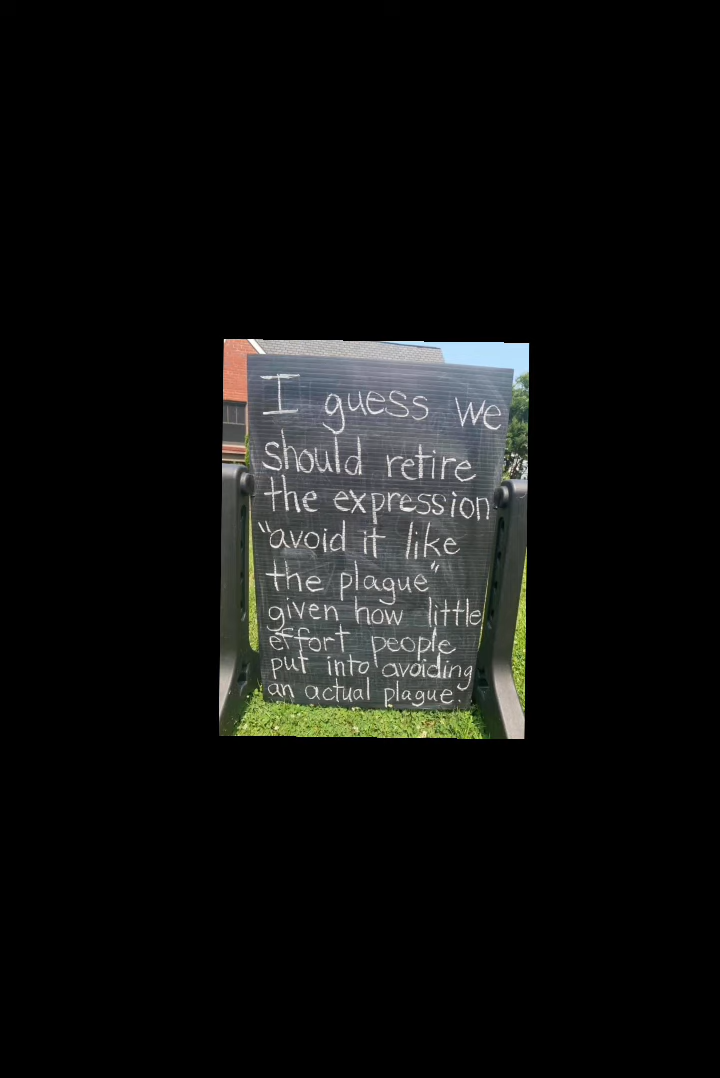 I guess we
should retire
the expression
"avoid it like
the plague"
given how little
effort people
put into avoiding
an actual plague.